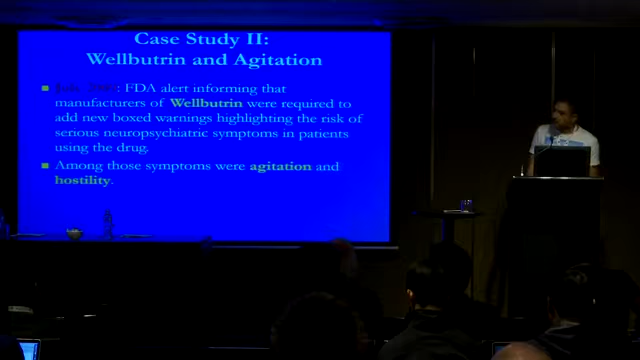 Case Study II:
Wellbutrin and Agitation
: FDA alert informing that
manufacturers of Wellbutrin were required to
add new boxed warnings highlighting the risk of
serious neuropsychiatric symptoms in patients
using the drug.
Among those symptoms were agitation and
hostility.